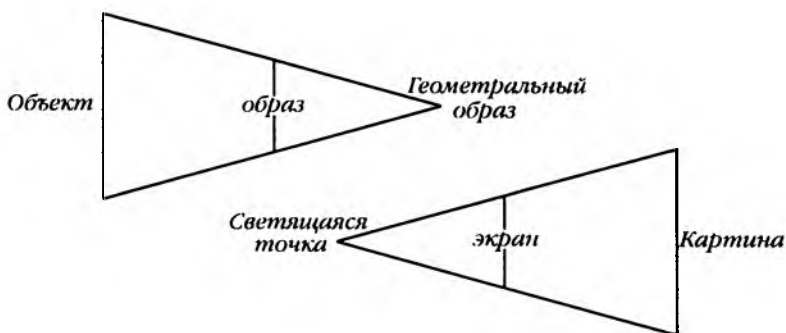 Объект
образ
Геометральный
образ
Светящаяся
точка
экран
Картина